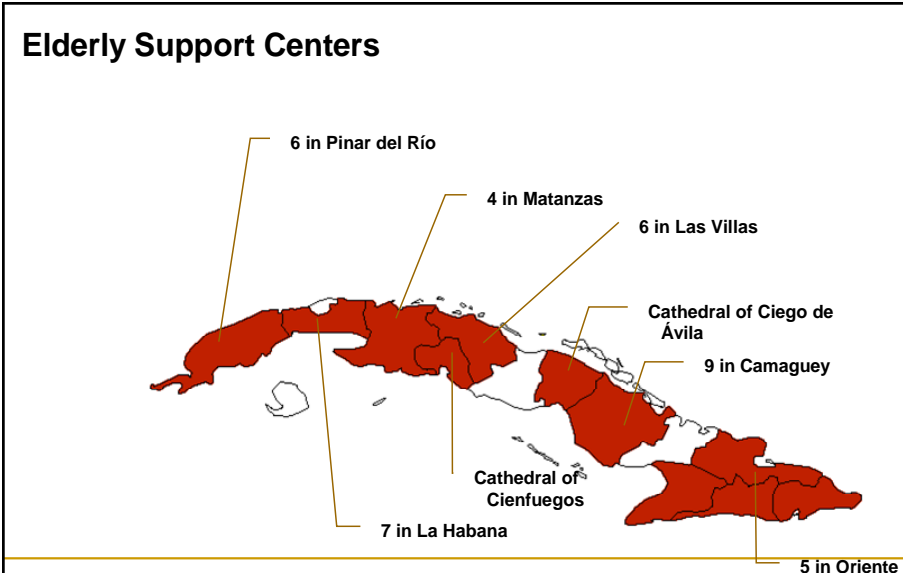 Elderly Support Centers
6 in Pinar del Río
4 in Matanzas
6 in Las Villas
Cathedral of Ciego de
Ávila
9 in Camaguey
Cathedral of
Cienfuegos
7 in La Habana
5 in Oriente